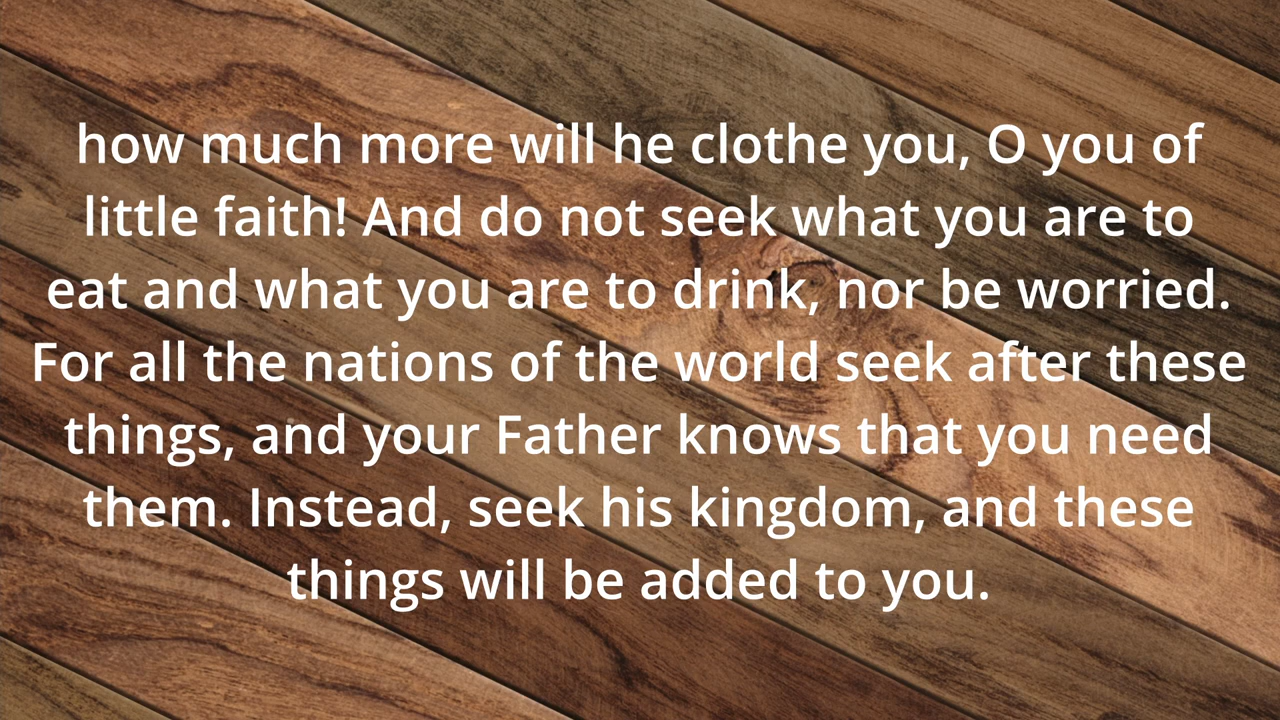 how much more will he clothe you, O you of
little faith! And do not seek what you are to
eat and what you are to drink, nor be worried.
For all the nations of the world seek after these
things, and your Father knows that you need
them. Instead, seek his kingdom, and these
things will be added to you.